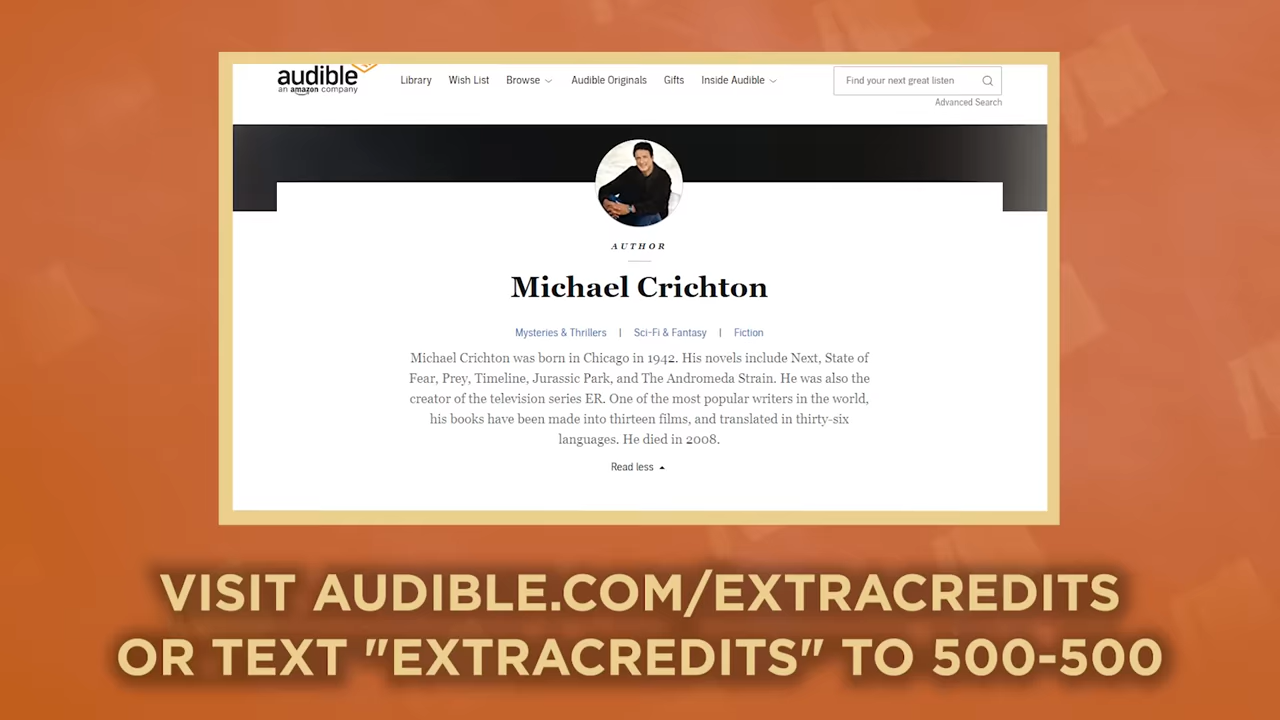 audible
an amazon company
Library Wish List Browse Audible Originals Gifts Inside Audible
Find your next great listen
Advanced Search
AUTHOR
Michael Crichton
Mysteries & Thrillers | Sci-Fi & Fantasy | Fiction
Michael Crichton was born in Chicago in 1942. His novels include Next, State of
Fear, Prey, Timeline, Jurassic Park, and The Andromeda Strain. He was also the
creator of the television series ER. One of the most popular writers in the world,
his books have been made into thirteen films, and translated in thirty-six
languages. He died in 2008.
Read less
VISIT AUDIBLE.COM/EXTRACREDITS
OR TEXT "EXTRACREDITS" TO 500-500